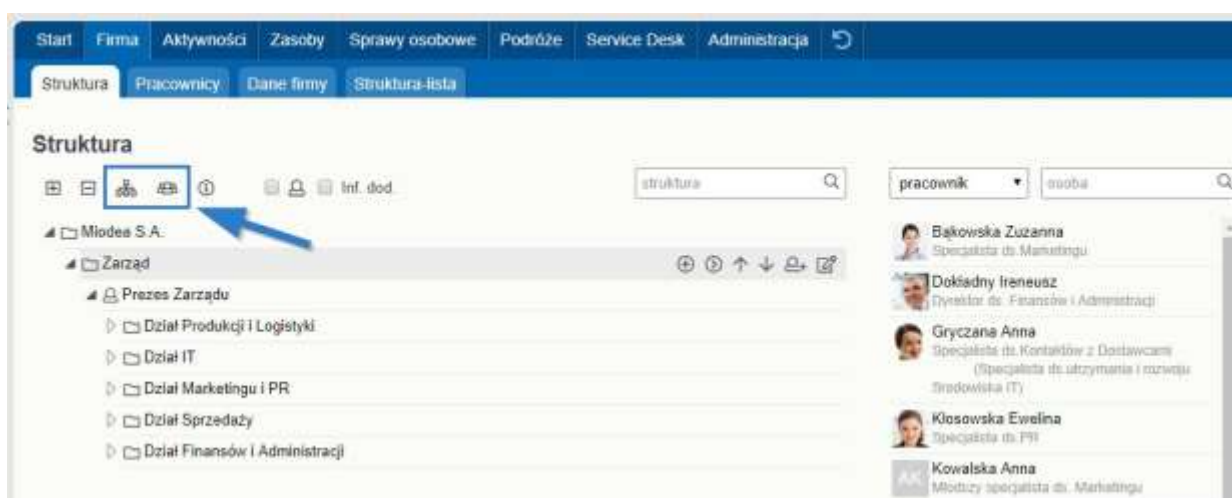 Start Firma Aktywności Zasoby Sprawy osobowe Podróże Service Desk Administracja
Struktura Pracownicy Dane firmy Struktura-lista
Struktura
Inf. dod.
struktura
pracownik
osoba
Miodea S.A.
Zarząd
Prezes Zarządu
Dział Produkcji i Logistyki
Dział IT
Dział Marketingu i PR
Dział Sprzedaży
Dział Finansów i Administracji
Bąkowska Zuzanna
Specjalista ds. Marketingu
Dokładny Ireneusz
Dyrektor ds. Finansów i Administracji
Gryczana Anna
Specjalista ds. Kontaktów z Dostawcami
(Specjalista ds. utrzymania i rozwoju
Środowiska IT)
Kłosowska Ewelina
Specjalista ds. PR
AK
Kowalska Anna
Młodszy specjalista ds. Marketingu